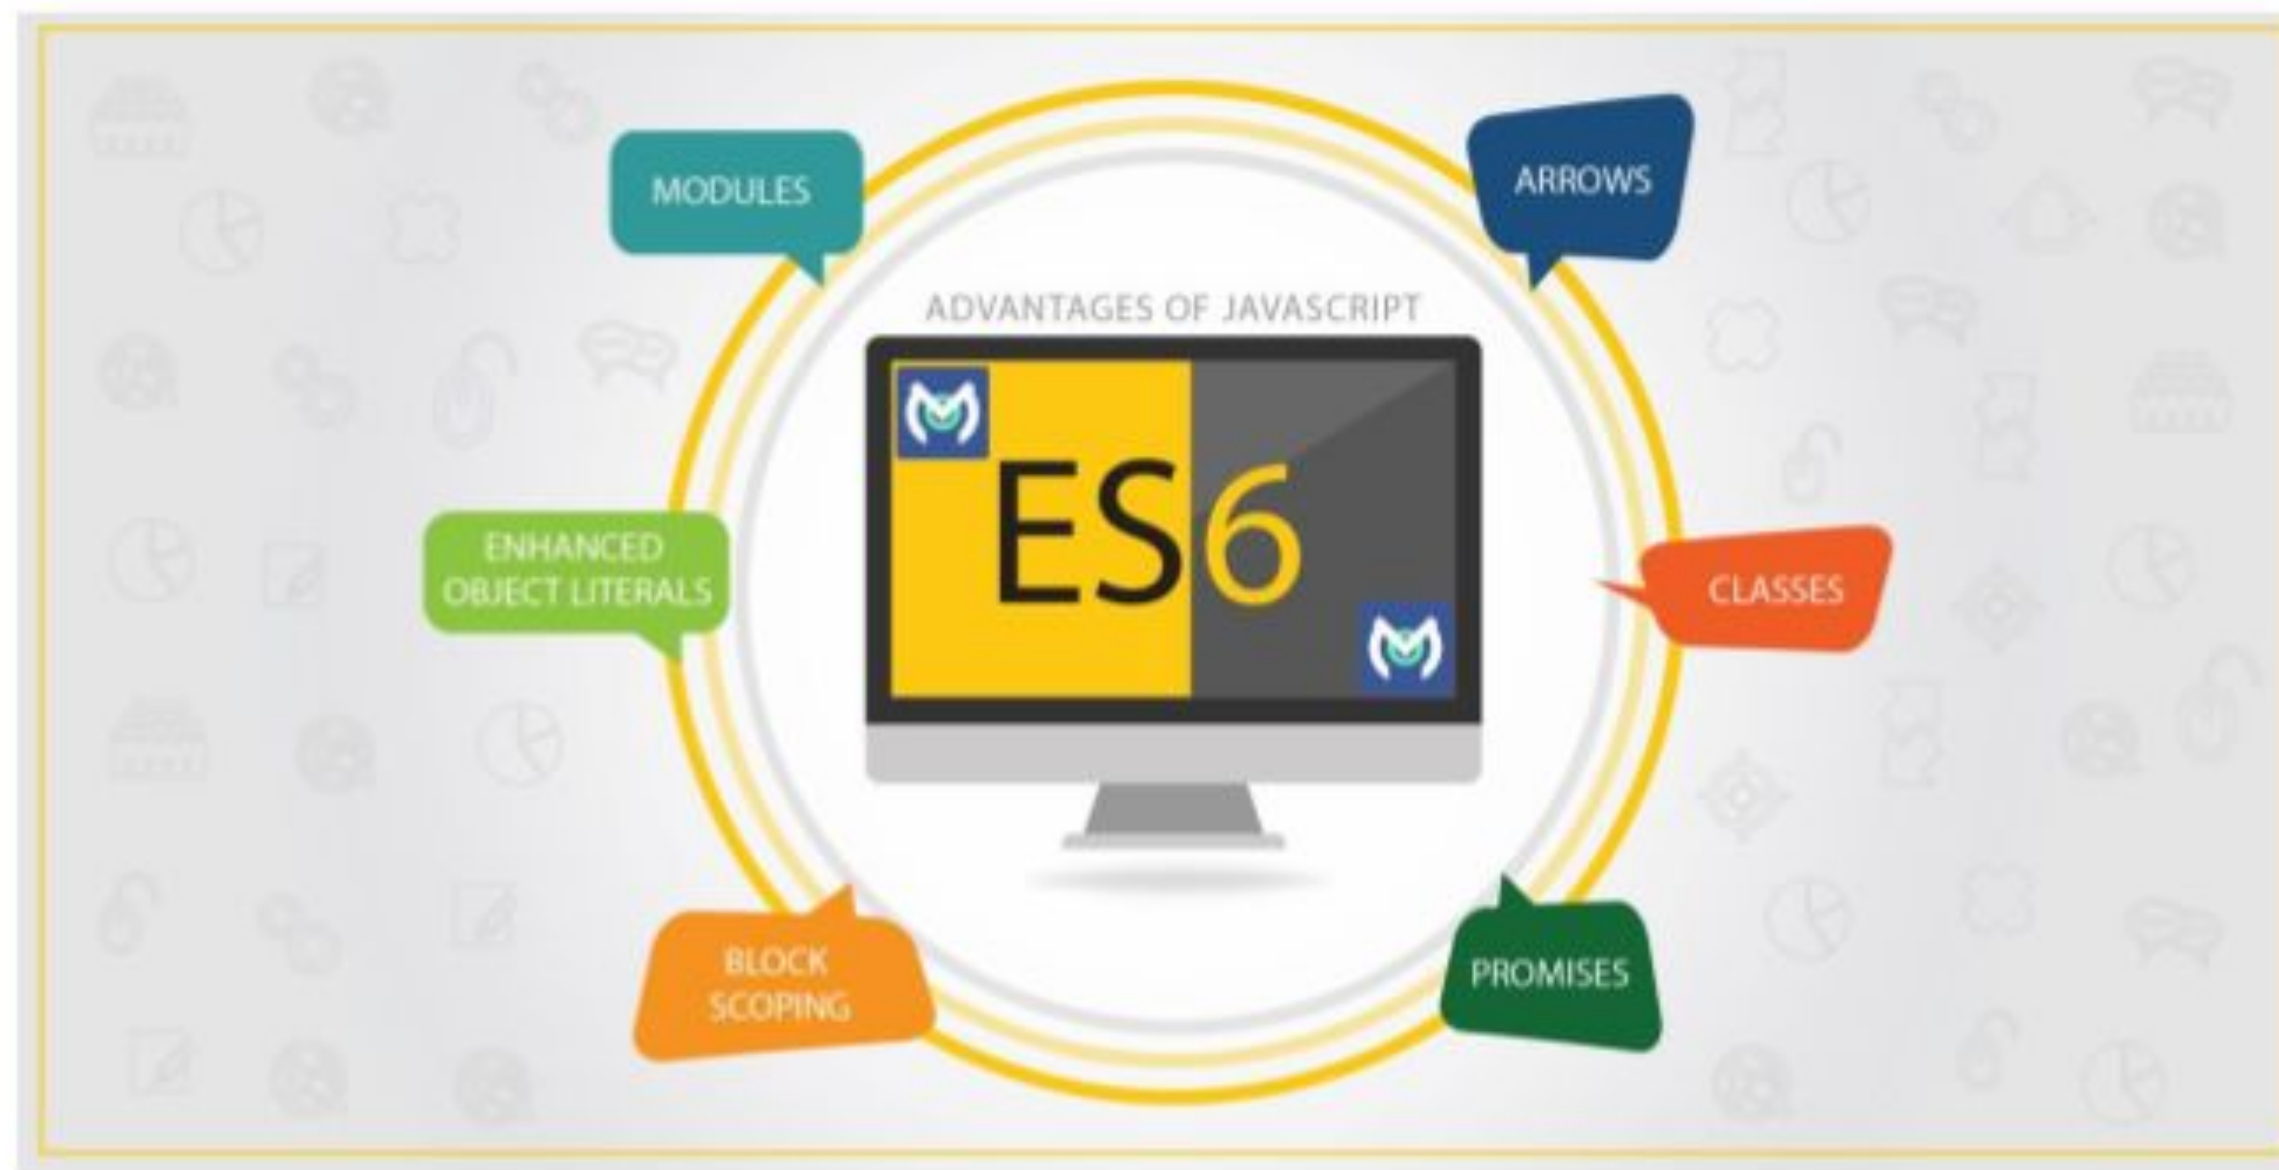 MODULES
ARROWS
ADVANTAGES OF JAVASCRIPT
ES6
ENHANCED
OBJECT LITERALS
CLASSES
BLOCK
SCOPING
PROMISES